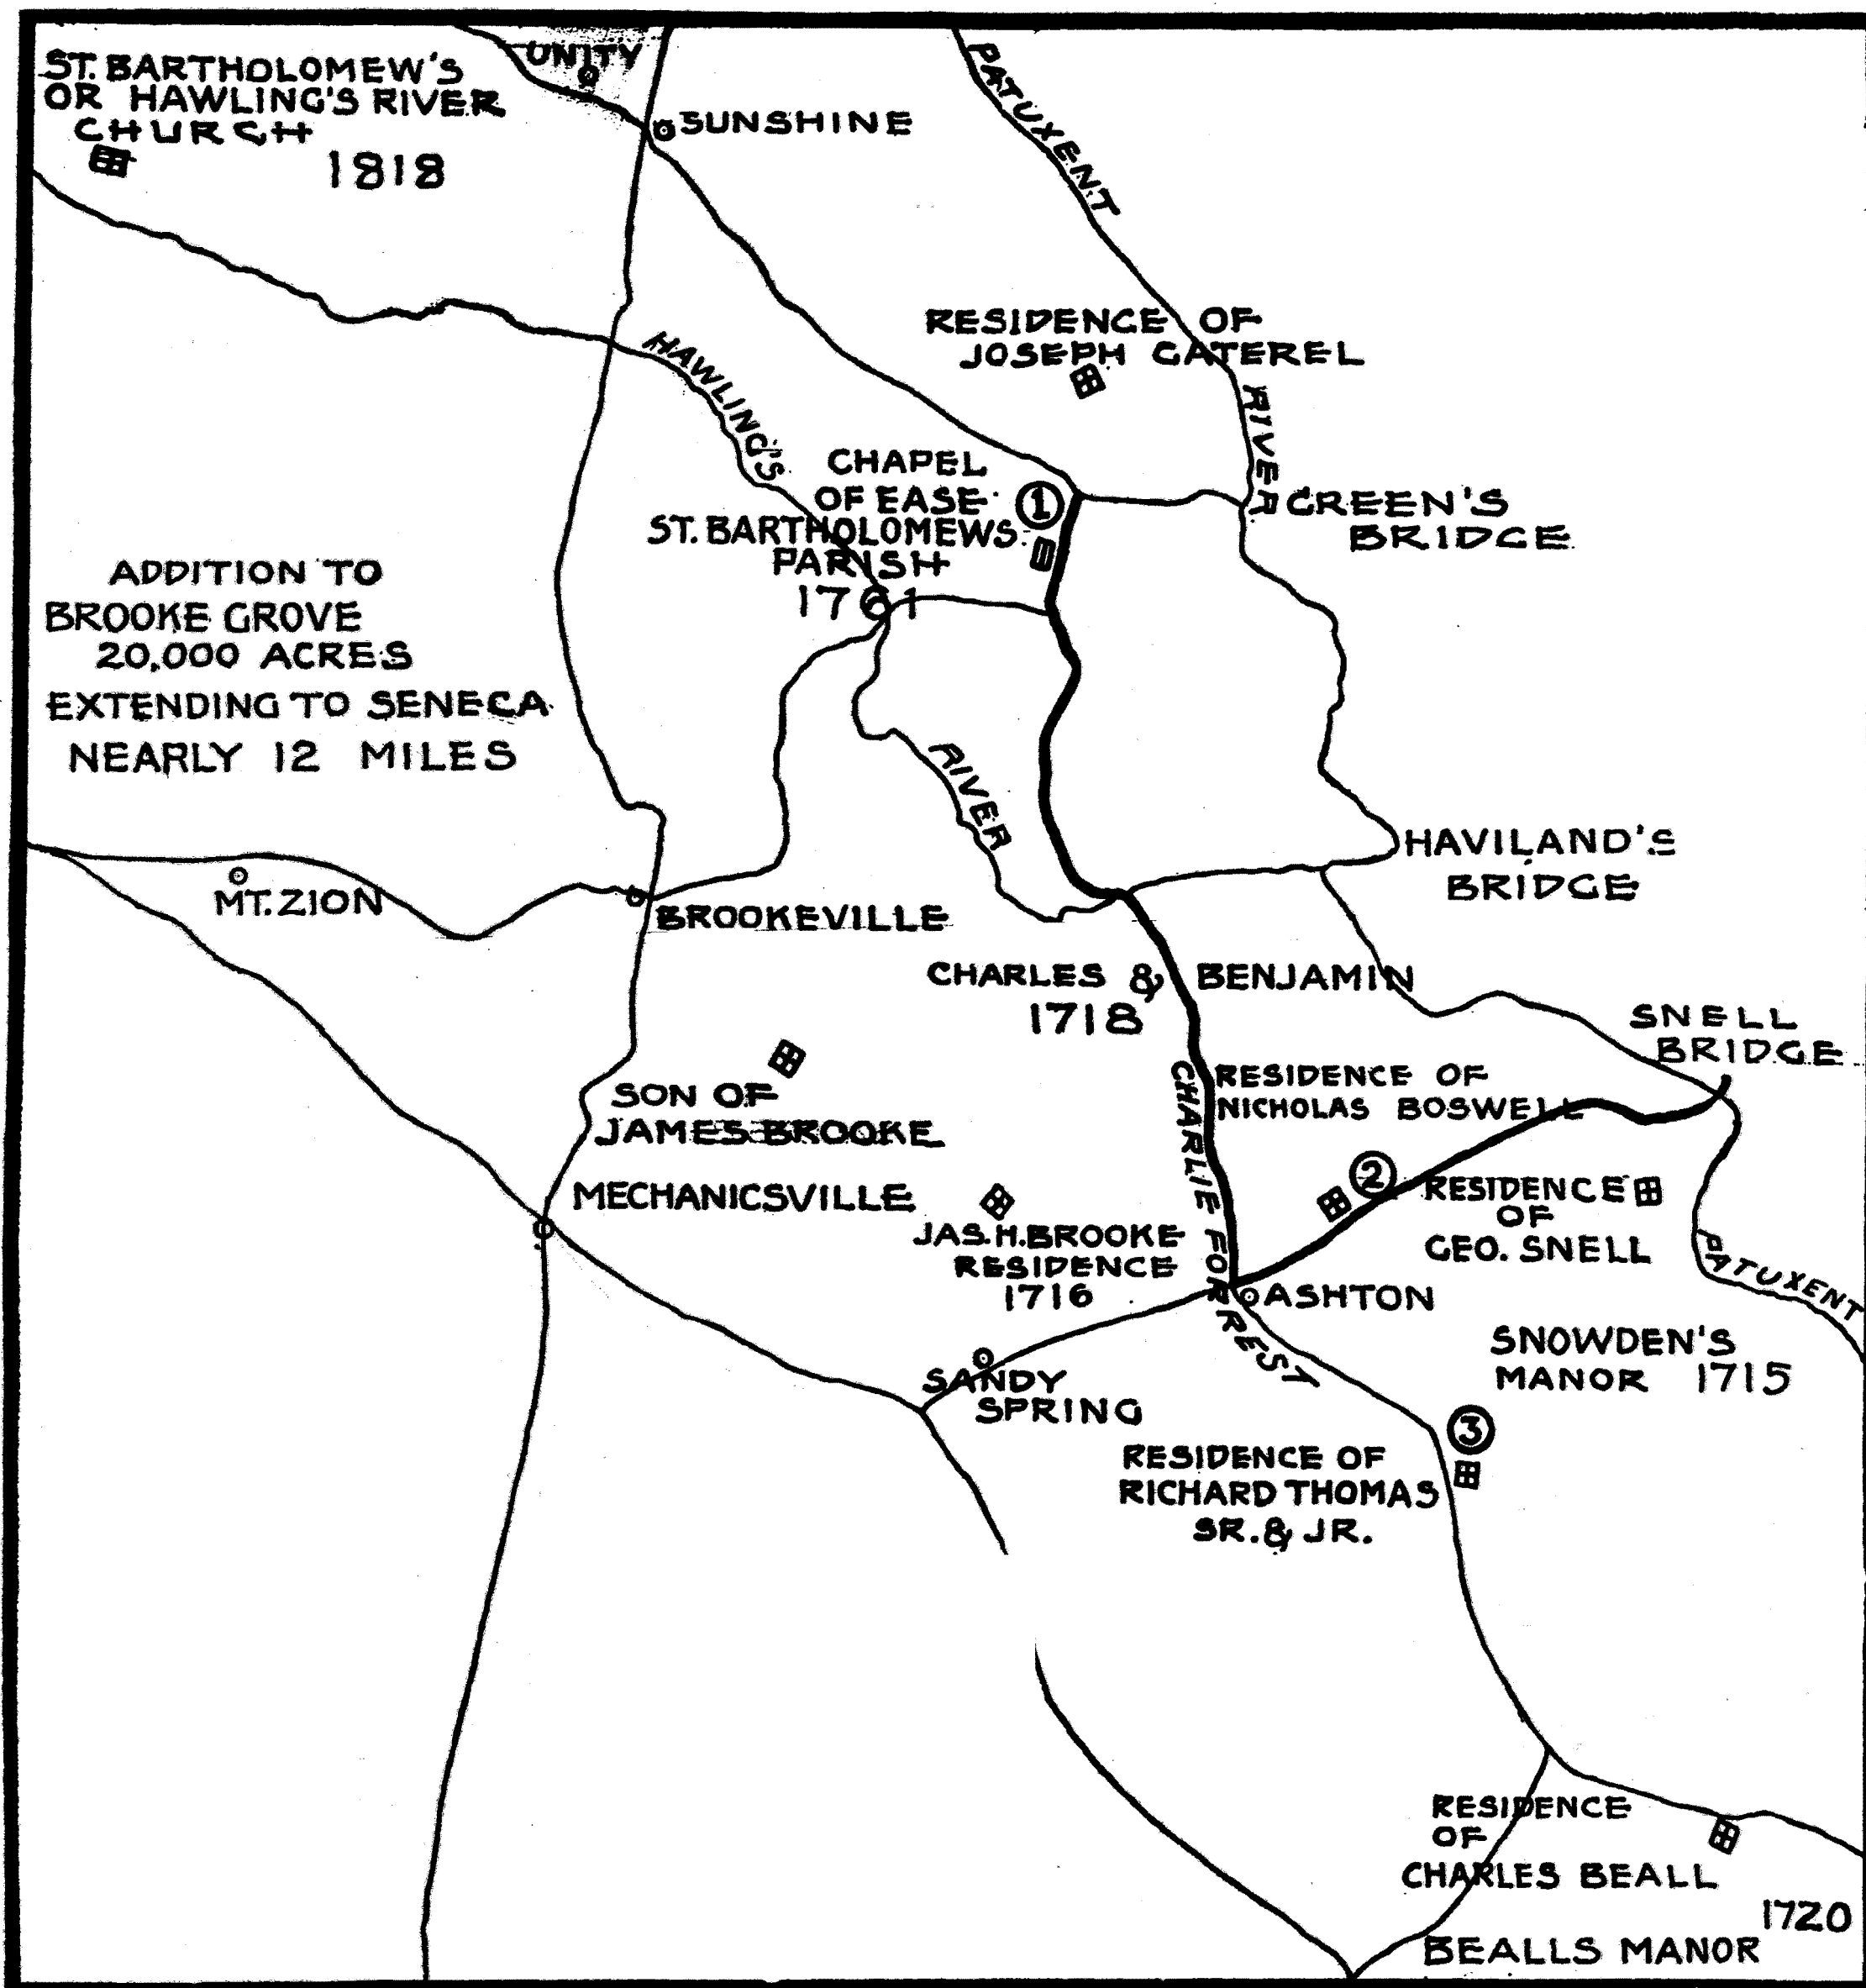 ST. BARTHOLOMEW'S
OR HAWLING'S RIVER
CHURCH
1818
UNITY
SUNSHINE
PATUXENT
RIVER
RESIDENCE OF
JOSEPH GATEREL
HAWLING'S
RIVER
CHAPEL
OF EASE
ST. BARTHOLOMEWS
PARISH
1761
1
GREEN'S
BRIDGE
ADDITION TO
BROOKE GROVE
20,000 ACRES
EXTENDING TO SENECA
NEARLY 12 MILES
HAVILAND'S
BRIDGE
MT. ZION
BROOKEVILLE
CHARLES & BENJAMIN
1718
SNELL
BRIDGE
SON OF
JAMES BROOKE
RESIDENCE OF
NICHOLAS BOSWELL
CHARLIE FORREST
2
MECHANICSVILLE
RESIDENCE
OF
GEO. SNELL
JAS. H. BROOKE
RESIDENCE
1716
PATUXENT
ASHTON
SNOWDEN'S
MANOR 1715
SANDY
SPRING
3
RESIDENCE OF
RICHARD THOMAS
SR. & JR.
RESIDENCE
OF
CHARLES BEALL
1720
BEALLS MANOR